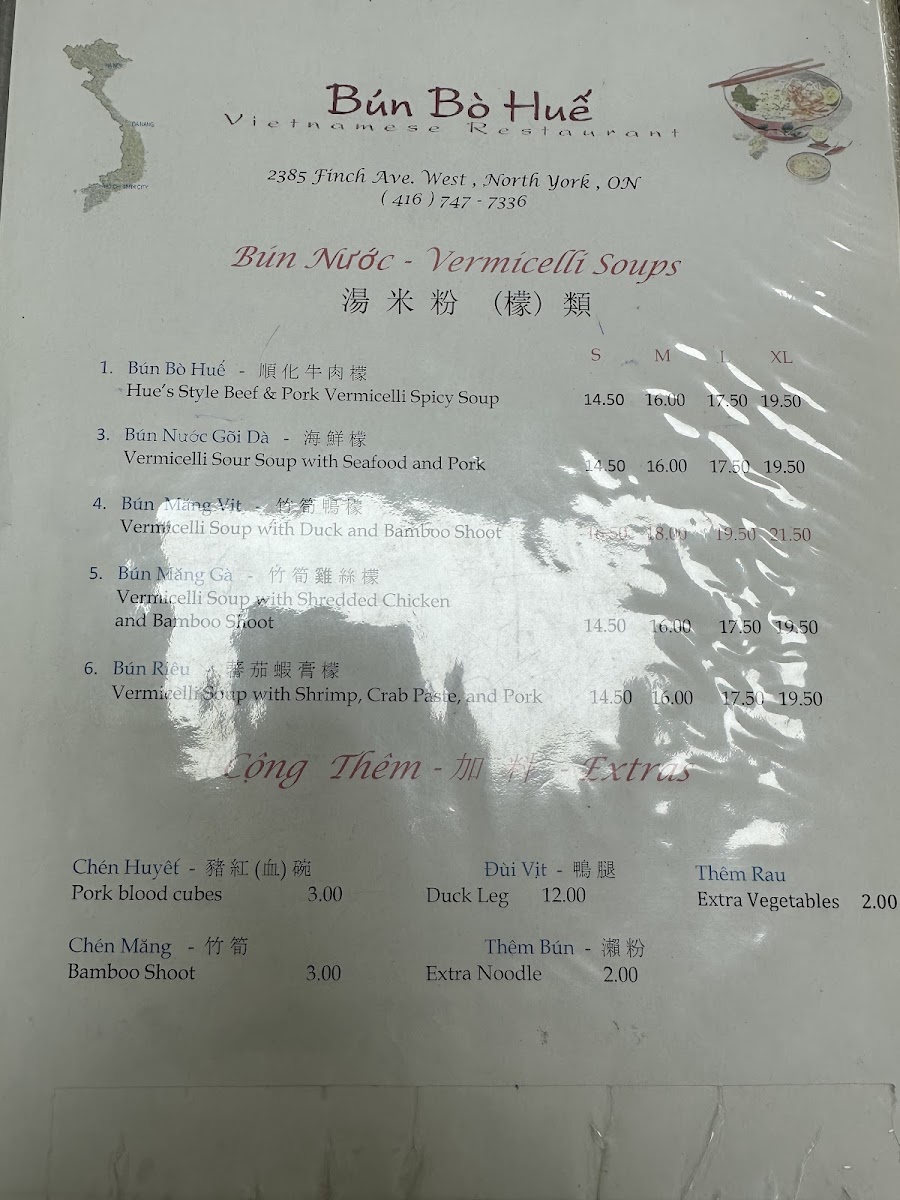 Bún Bò Huế
Vietnamese Restaurant
2385 Finch Ave. West , North York , ON
( 416 ) 747 - 7336
Bún Nước - Vermicelli Soups
湯 米 粉 (檬) 類
S M L XL
1. Bún Bò Huế - 順 化 牛 肉 檬
Hue's Style Beef & Pork Vermicelli Spicy Soup 14.50 16.00 17.50 19.50
3. Bún Nước Gõi Dà - 海 鮮 檬
Vermicelli Sour Soup with Seafood and Pork 14.50 16.00 17.50 19.50
4. Bún Măng Vịt - 竹 筍 鴨 檬
Vermicelli Soup with Duck and Bamboo Shoot 16.50 18.00 19.50 21.50
5. Bún Măng Gà - 竹 筍 雞 絲 檬
Vermicelli Soup with Shredded Chicken
and Bamboo Shoot 14.50 16.00 17.50 19.50
6. Bún Riêu - 蕃 茄 蝦 膏 檬
Vermicelli Soup with Shrimp, Crab Paste, and Pork 14.50 16.00 17.50 19.50
Cộng Thêm - 加 料 - Extras
Chén Huyêt - 豬 紅 (血) 碗
Pork blood cubes 3.00
Đùi Vịt - 鴨 腿
Duck Leg 12.00
Thêm Rau
Extra Vegetables 2.00
Chén Măng - 竹 筍
Bamboo Shoot 3.00
Thêm Bún - 瀨 粉
Extra Noodle 2.00